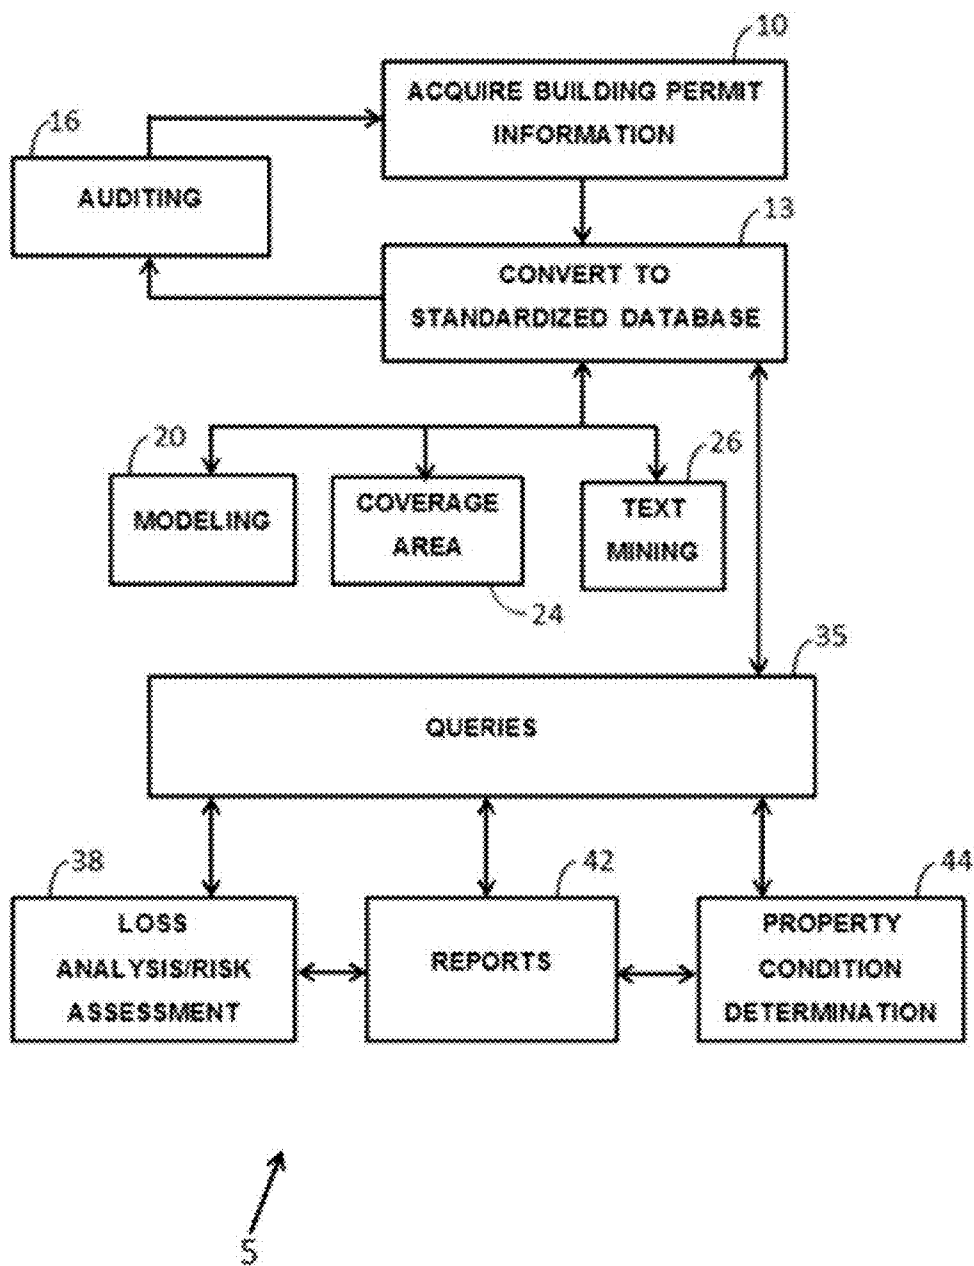 10
ACQUIRE BUILDING PERMIT
INFORMATION
16
AUDITING
13
CONVERT TO
STANDARDIZED DATABASE
20
MODELING
COVERAGE
AREA
24
26
TEXT
MINING
35
QUERIES
38
LOSS
ANALYSIS/RISK
ASSESSMENT
42
REPORTS
44
PROPERTY
CONDITION
DETERMINATION
5